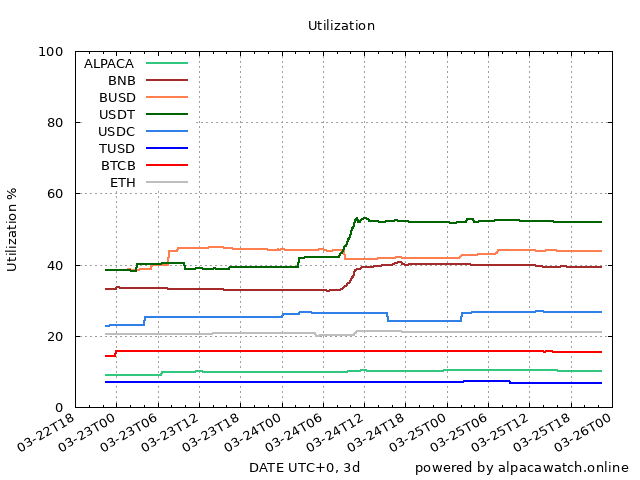 Utilization
100
80
60
40
20
0
Utilization %
ALPACA
BNB
BUSD
USDT
USDC
TUSD
BTCB
ETH
03-22T18
03-23T00
03-23T06
03-23T12
03-23T18
03-24T00
03-24T06
03-24T12
03-24T18
03-25T00
03-25T06
03-25T12
03-25T18
03-26T00
DATE UTC+0, 3d
powered by alpacawatch.online